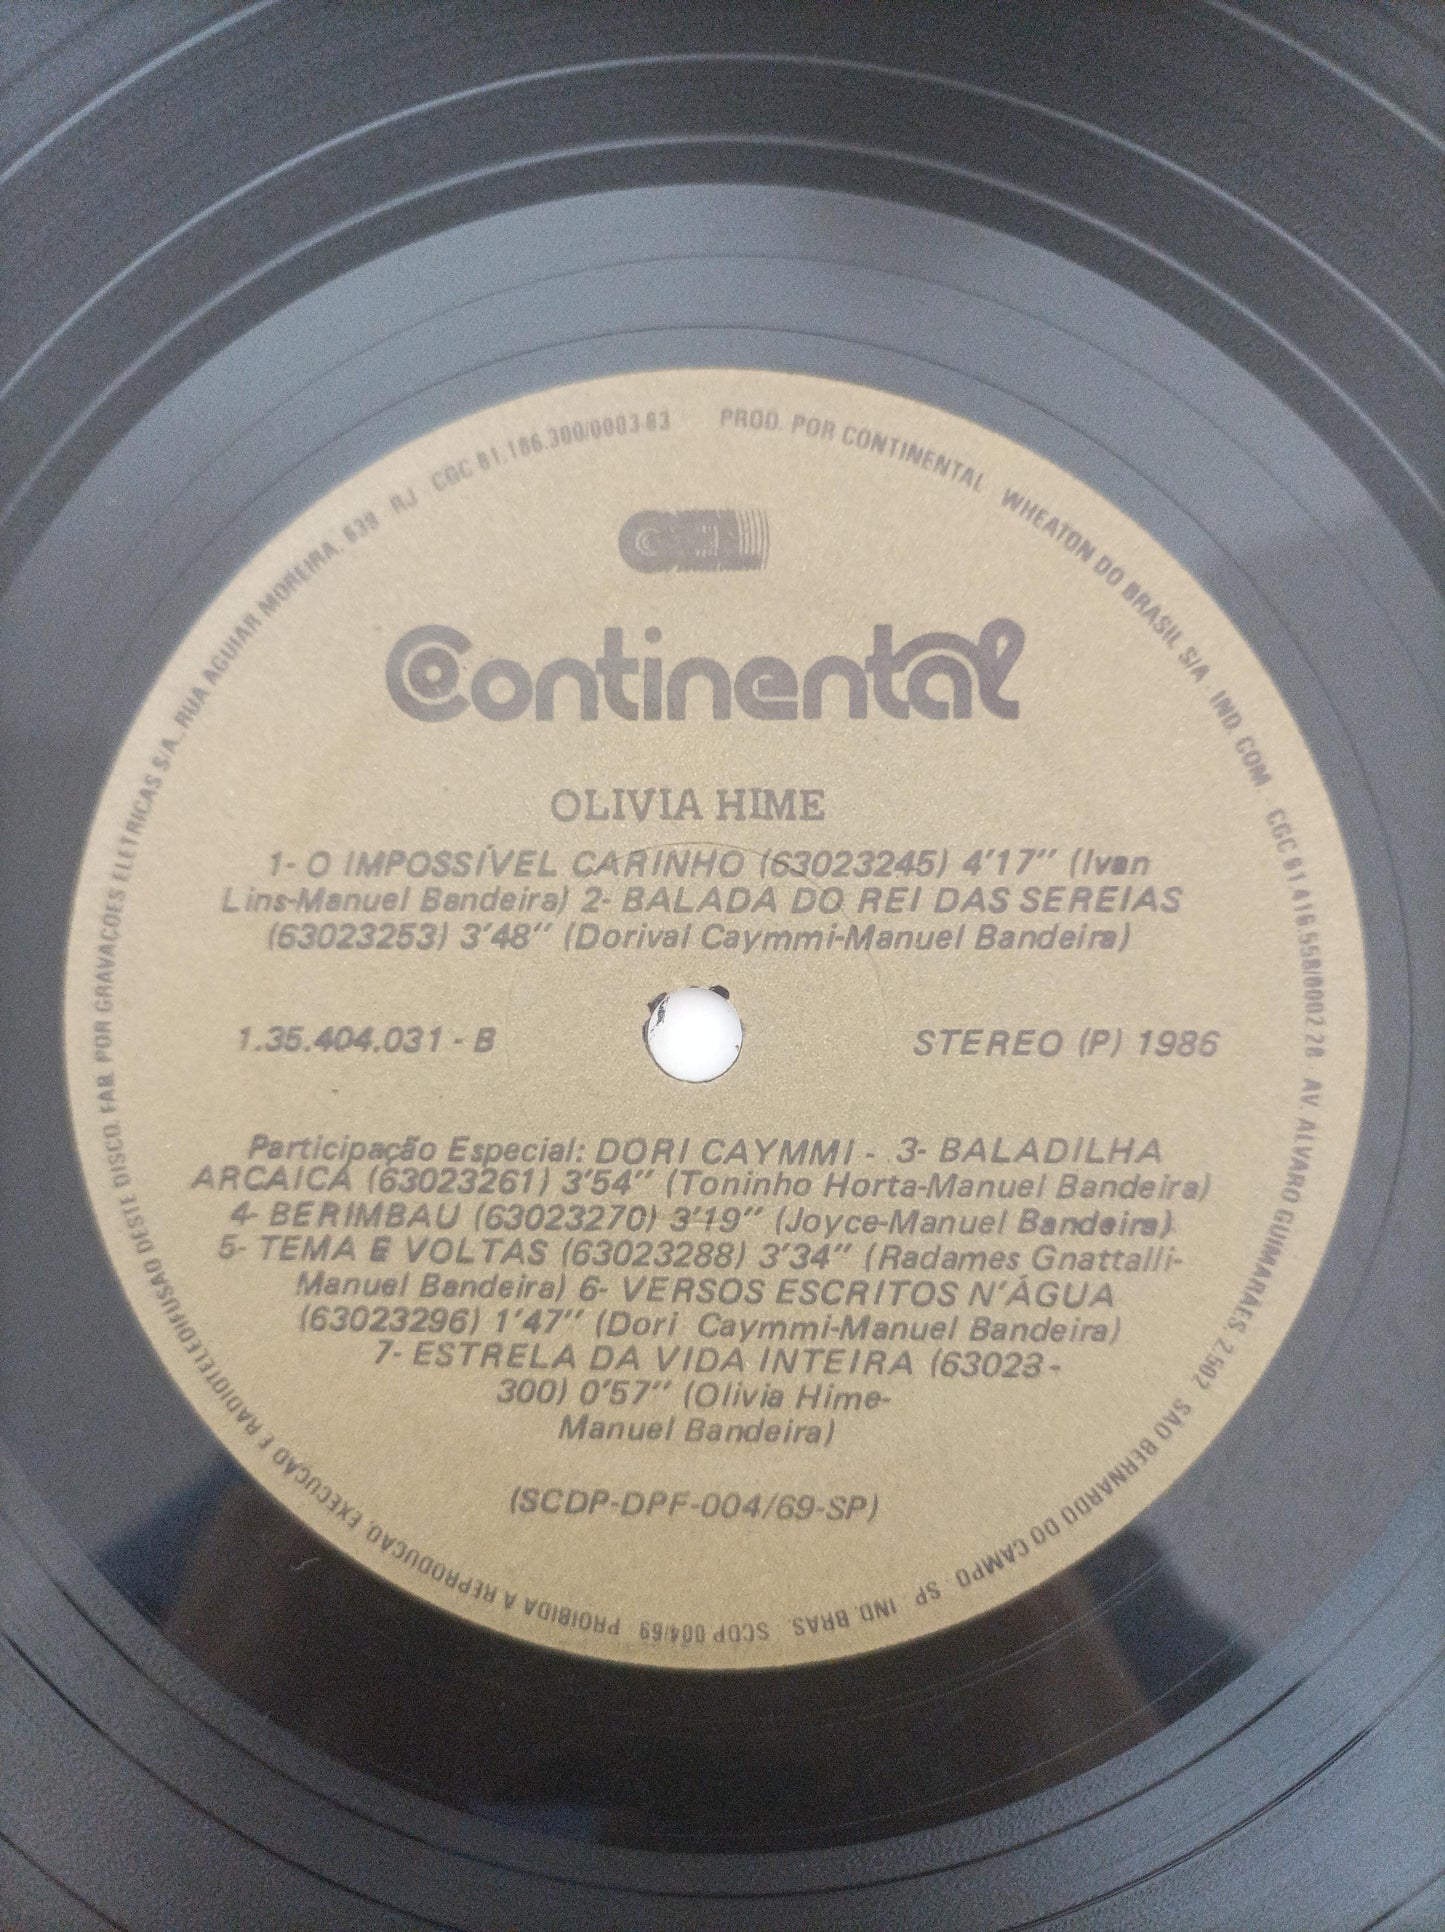 PROD. POR CONTINENTAL WHEATON DO BRASIL S/A IND. COM. CGC 61.416.558/0002.28 AV. ALVARO GUIMARÃES, 2.502 SÃO BERNARDO DO CAMPO. SP IND. BRAS. SCDP 004/69 PROIBIDA A REPRODUÇÃO, EXECUÇÃO E RADIOTELEDIFUSÃO DESTE DISCO. FAB. POR GRAVAÇÕES ELETRICAS S/A., RUA AGUIAR MOREIRA, 639 RJ CGC 61.186.300/0003-83
Continental
OLIVIA HIME
1- O IMPOSSÍVEL CARINHO (63023245) 4'17" (Ivan
Lins-Manuel Bandeira) 2- BALADA DO REI DAS SEREIAS
(63023253) 3'48" (Dorival Caymmi-Manuel Bandeira)
1.35.404.031 - B
STEREO (P) 1986
Participação Especial: DORI CAYMMI - 3- BALADILHA
ARCAICA (63023261) 3'54" (Toninho Horta-Manuel Bandeira)
4- BERIMBAU (63023270) 3'19" (Joyce-Manuel Bandeira)
5- TEMA E VOLTAS (63023288) 3'34" (Radames Gnattalli-
Manuel Bandeira) 6- VERSOS ESCRITOS N'ÁGUA
(63023296) 1'47" (Dori Caymmi-Manuel Bandeira)
7- ESTRELA DA VIDA INTEIRA (63023-
300) 0'57" (Olivia Hime-
Manuel Bandeira)
(SCDP-DPF-004/69-SP)